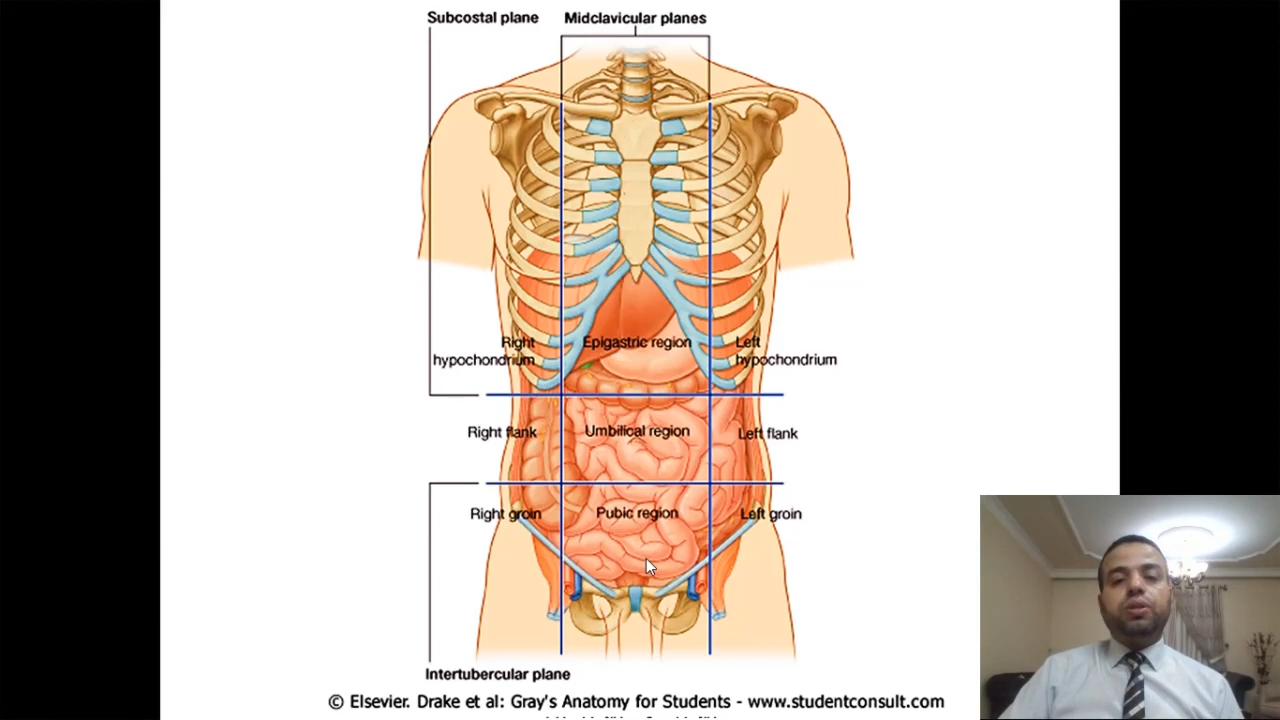 Subcostal plane
Midclavicular planes
Right
hypochondrium
Epigastric region
Left
hypochondrium
Right flank
Umbilical region
Left flank
Right groin
Pubic region
Left groin
Intertubercular plane
© Elsevier. Drake et al: Gray's Anatomy for Students - www.studentconsult.com